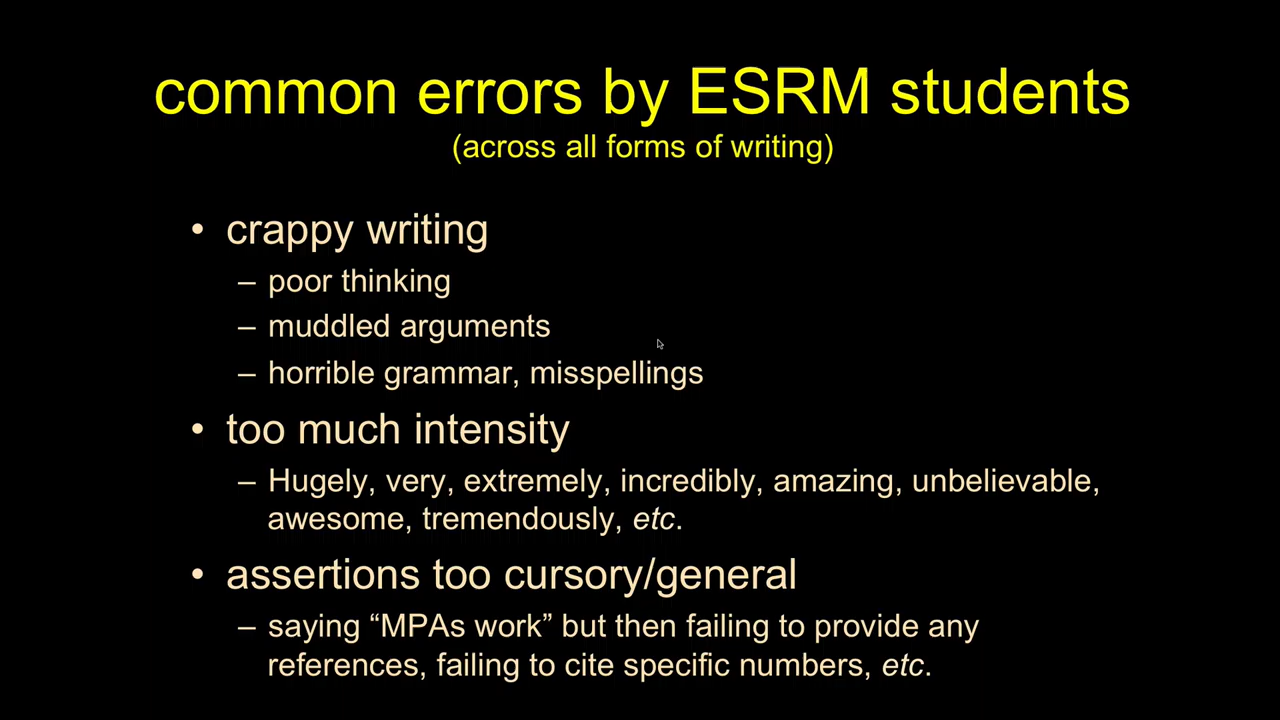 common errors by ESRM students
(across all forms of writing)
• crappy writing
– poor thinking
– muddled arguments
– horrible grammar, misspellings
• too much intensity
– Hugely, very, extremely, incredibly, amazing, unbelievable,
awesome, tremendously, etc.
• assertions too cursory/general
– saying “MPAs work” but then failing to provide any
references, failing to cite specific numbers, etc.